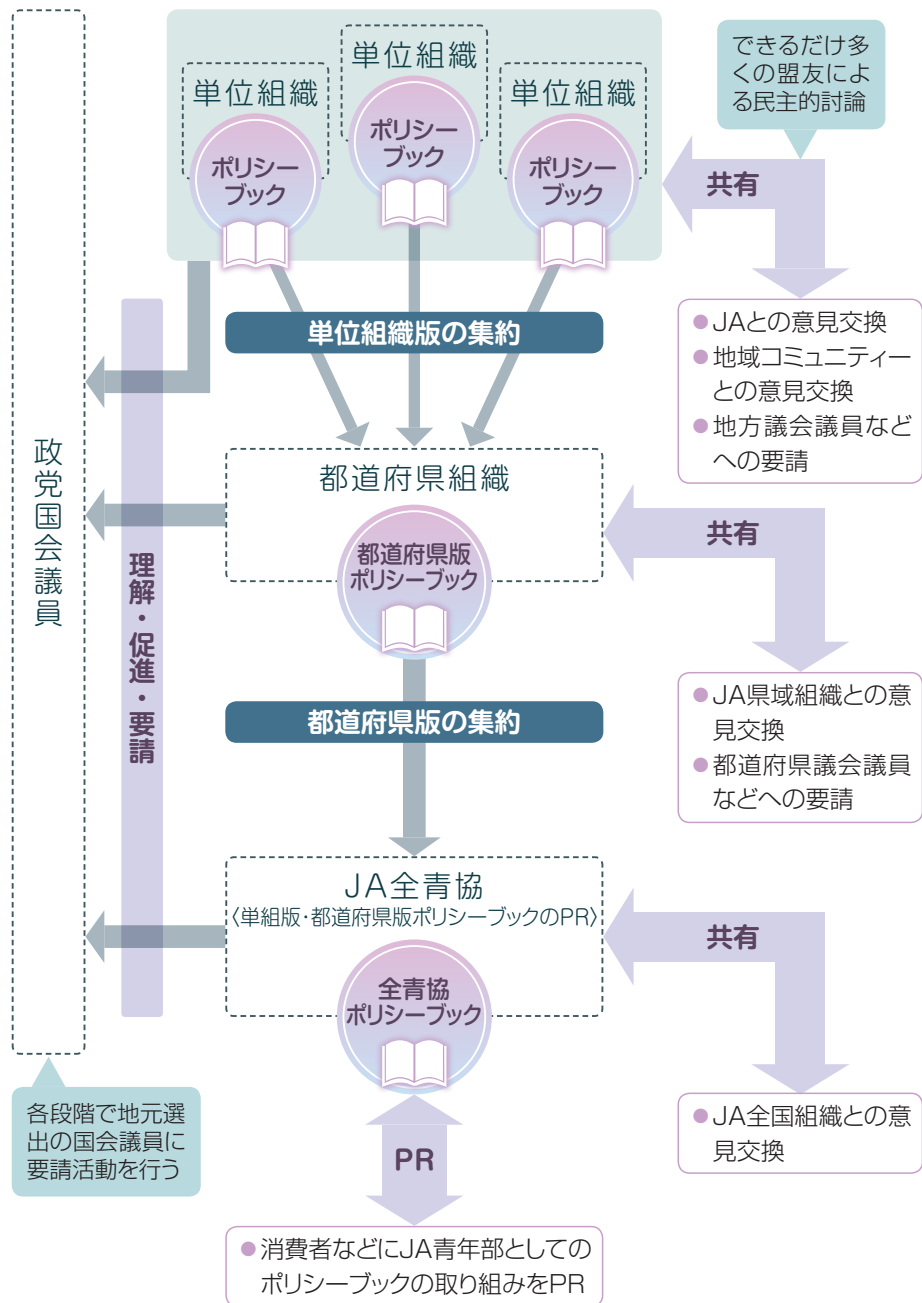 単位組織
単位組織
単位組織
ポリシー
ブック
ポリシー
ブック
ポリシー
ブック
できるだけ多
くの盟友によ
る民主的討論
共有
単位組織版の集約
●JAとの意見交換
●地域コミュニティー
との意見交換
●地方議会議員など
への要請
政党国会議員
理解・促進・要請
都道府県組織
都道府県版
ポリシーブック
共有
都道府県版の集約
●JA県域組織との意
見交換
●都道府県議会議員
などへの要請
JA全青協
〈単組版・都道府県版ポリシーブックのPR〉
全青協
ポリシーブック
共有
各段階で地元選
出の国会議員に
要請活動を行う
●JA全国組織との意
見交換
PR
●消費者などにJA青年部としての
ポリシーブックの取り組みをPR